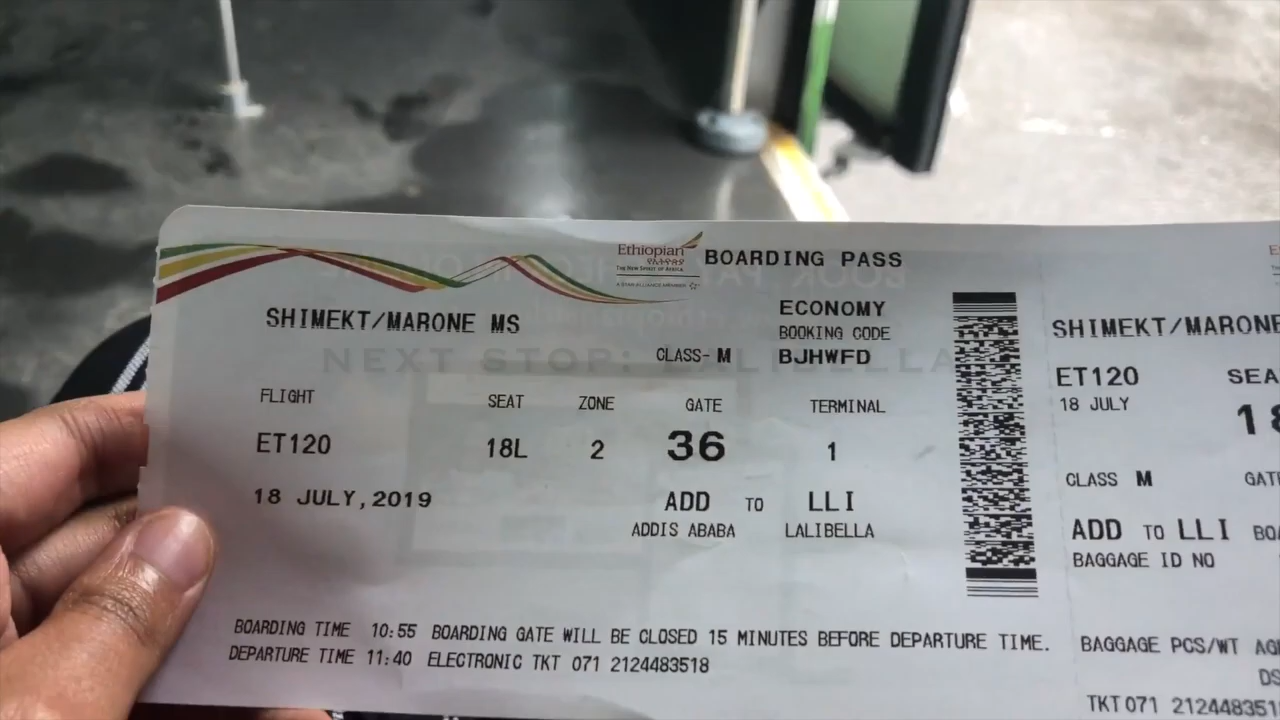 Ethiopian
የኢትዮጵያ
THE NEW SPIRIT OF AFRICA
A STAR ALLIANCE MEMBER
BOARDING PASS
SHIMEKT/MARONE MS
ECONOMY
BOOKING CODE
CLASS- M BJHWFD
NEXT STOP: LALIBELLA
FLIGHT SEAT ZONE GATE TERMINAL
ET120 18L 2 36 1
18 JULY, 2019 ADD TO LLI
ADDIS ABABA LALIBELLA
BOARDING TIME 10:55 BOARDING GATE WILL BE CLOSED 15 MINUTES BEFORE DEPARTURE TIME.
DEPARTURE TIME 11:40 ELECTRONIC TKT 071 2124483518
SHIMEKT/MARONE
ET120 SEA
18 JULY 18
CLASS M GAT
ADD TO LLI BOA
BAGGAGE ID NO
BAGGAGE PCS/WT AG
DS
TKT 071 212448351